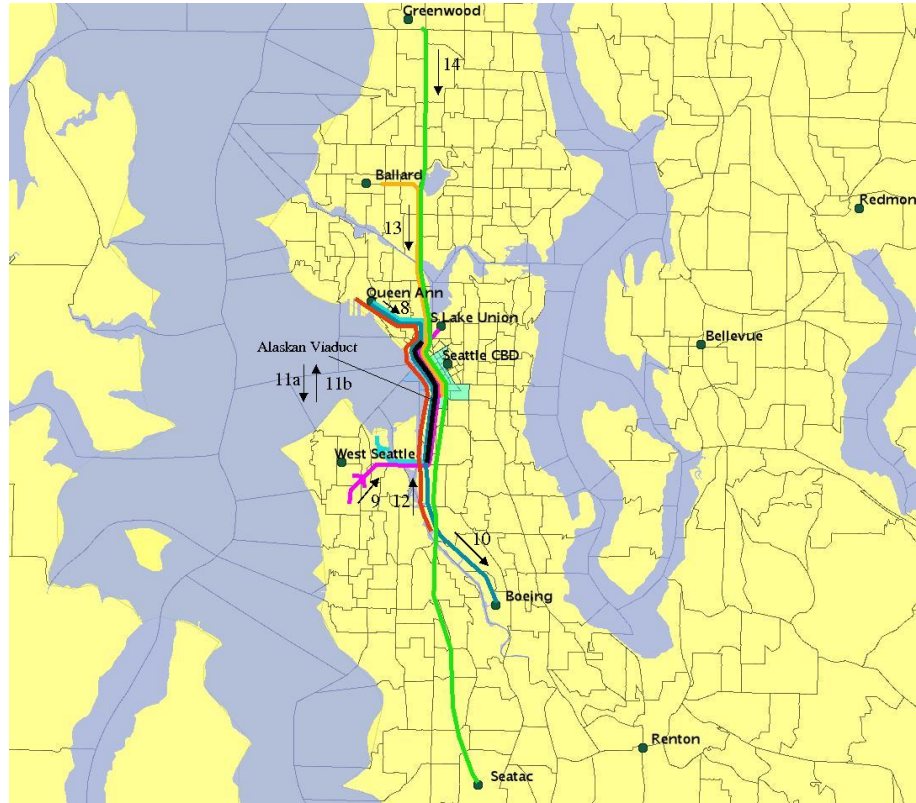 Greenwood
14
Ballard
Redmon
13
Queen Ann
8
S Lake Union
Bellevue
Alaskan Viaduct
Seattle CBD
11a
11b
West Seattle
9
12
10
Boeing
Renton
Seatac